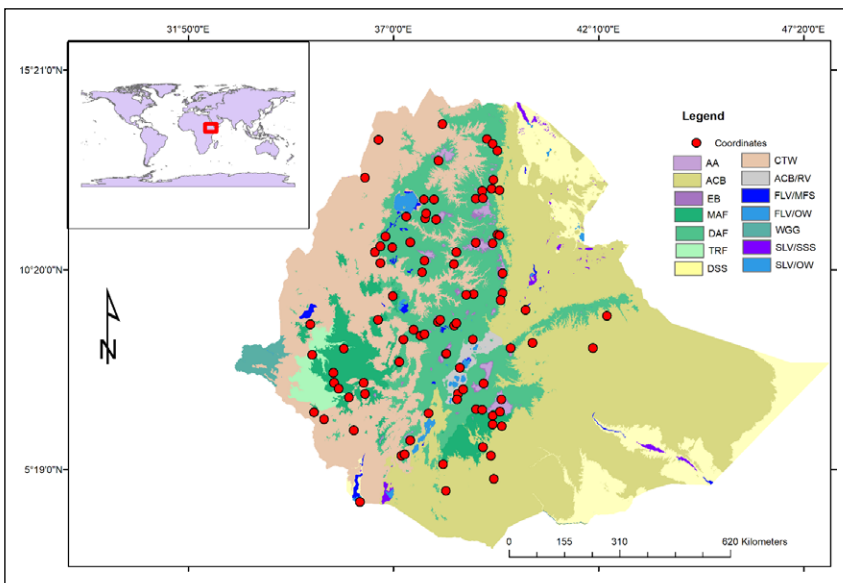 31°50'0"E 37°0'0"E 42°10'0"E 47°20'0"E
15°21'0"N
10°20'0"N
5°19'0"N
N
Legend
Coordinates
AA
ACB
EB
MAF
DAF
TRF
DSS
CTW
ACB/RV
FLV/MFS
FLV/OW
WGG
SLV/SSS
SLV/OW
0 155 310 620 Kilometers